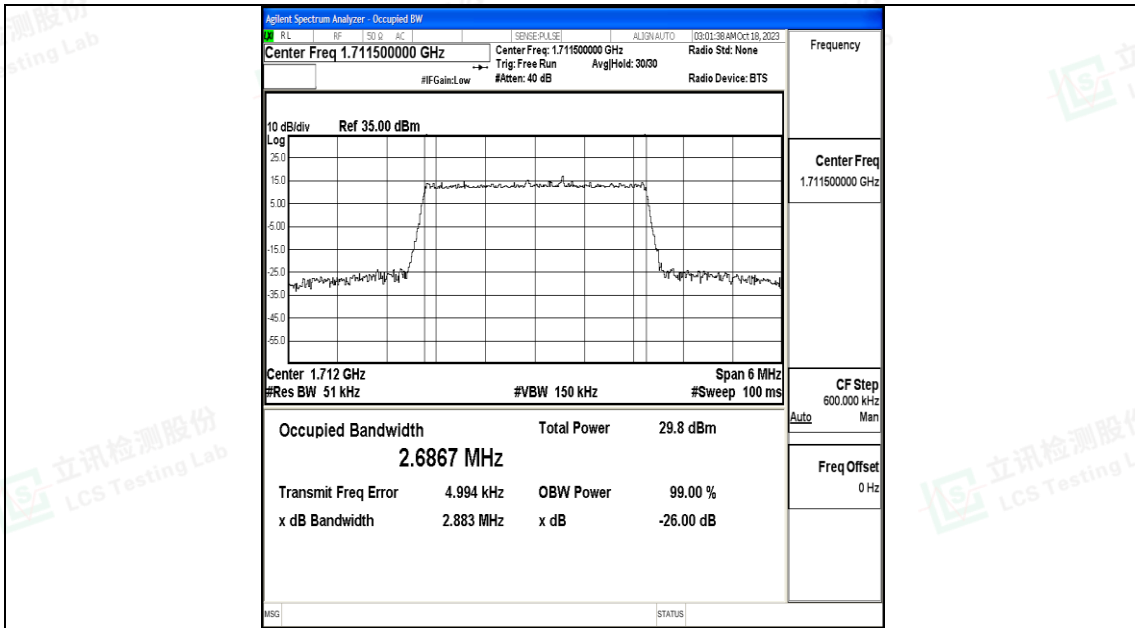 Agilent Spectrum Analyzer - Occupied BW
RL RF 50 Ω AC SENSE:PULSE ALIGN AUTO 03:01:38 AM Oct 18, 2023
Center Freq 1.711500000 GHz
Center Freq: 1.711500000 GHz Radio Std: None
Trig: Free Run Avg|Hold: 30/30
#IFGain:Low #Atten: 40 dB Radio Device: BTS
10 dB/div Ref 35.00 dBm
Log
25.0
15.0
5.00
-5.00
-15.0
-25.0
-35.0
-45.0
-55.0
Center 1.712 GHz Span 6 MHz
#Res BW 51 kHz #VBW 150 kHz #Sweep 100 ms
Occupied Bandwidth Total Power 29.8 dBm
2.6867 MHz
Transmit Freq Error 4.994 kHz OBW Power 99.00 %
x dB Bandwidth 2.883 MHz x dB -26.00 dB
MSG STATUS
Frequency
Center Freq
1.711500000 GHz
CF Step
600.000 kHz
Auto Man
Freq Offset
0 Hz
立讯检测股份
LCS Testing Lab
立讯检测股份
LCS Testing L